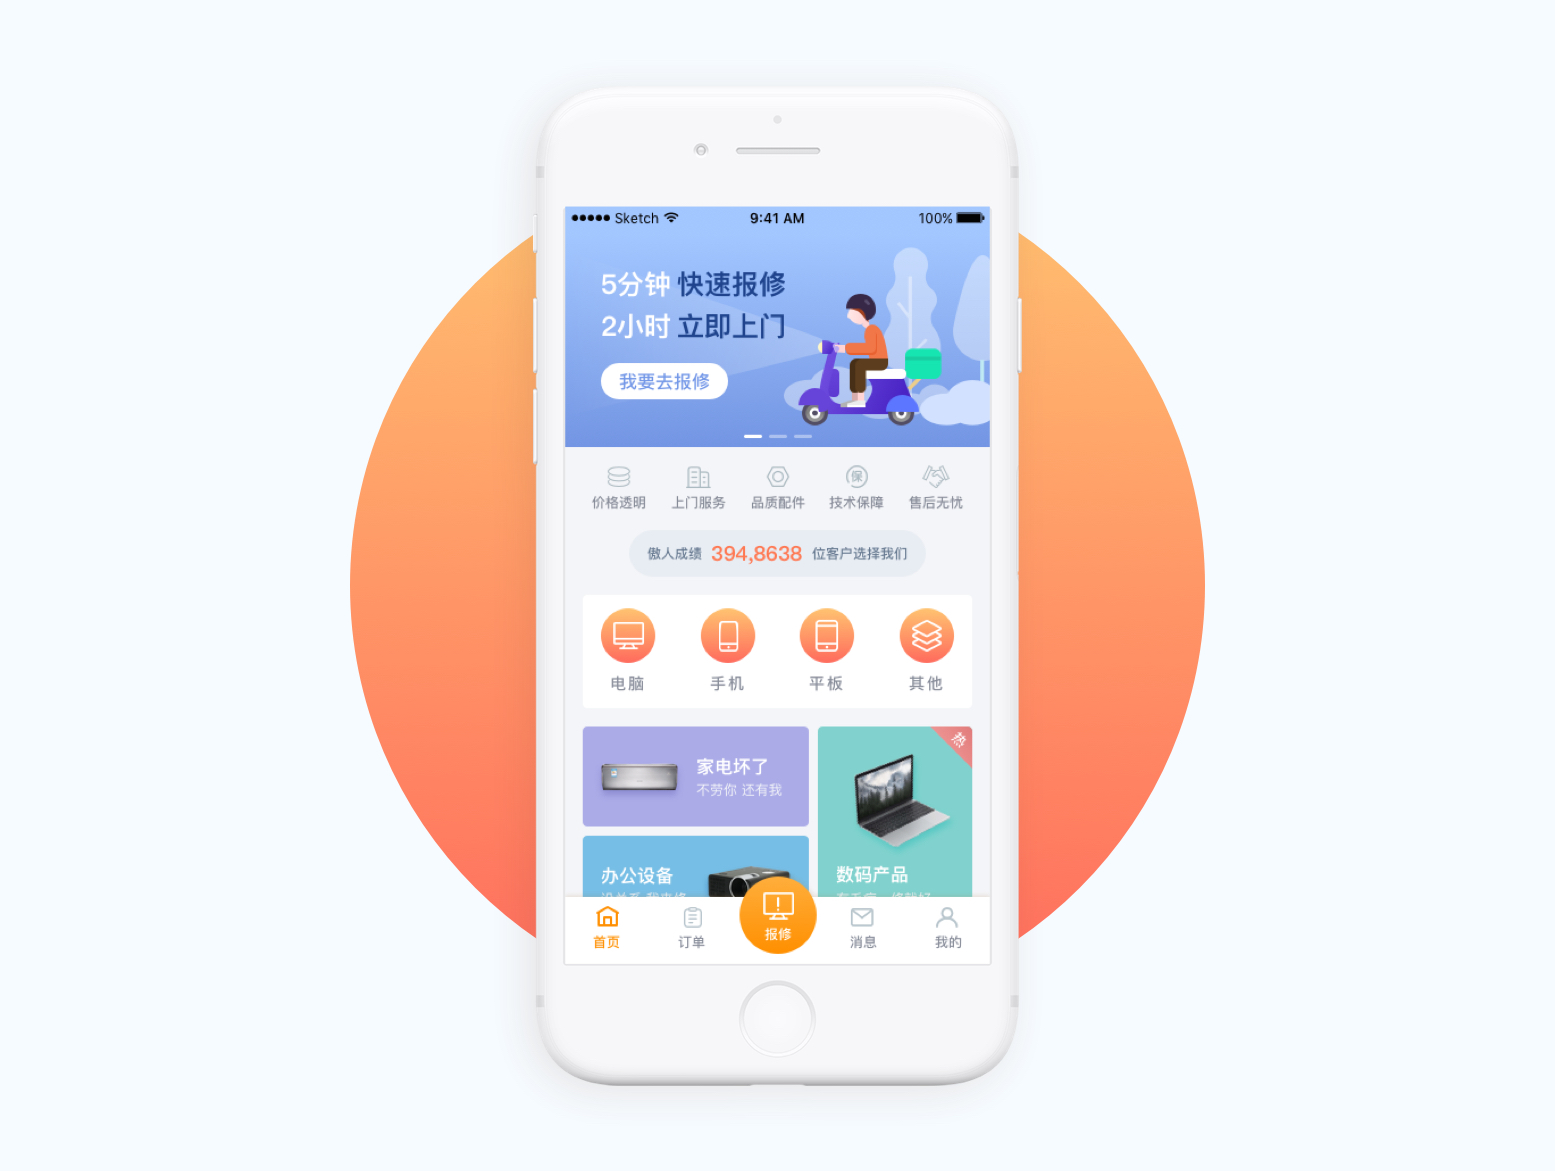 Sketch 9:41 AM 100%
5分钟 快速报修
2小时 立即上门
我要去报修
价格透明 上门服务 品质配件 保 技术保障 售后无忧
傲人成绩 394,8638 位客户选择我们
电脑 手机 平板 其他
家电坏了
不劳你 还有我
热
办公设备
数码产品
首页 订单 报修 消息 我的